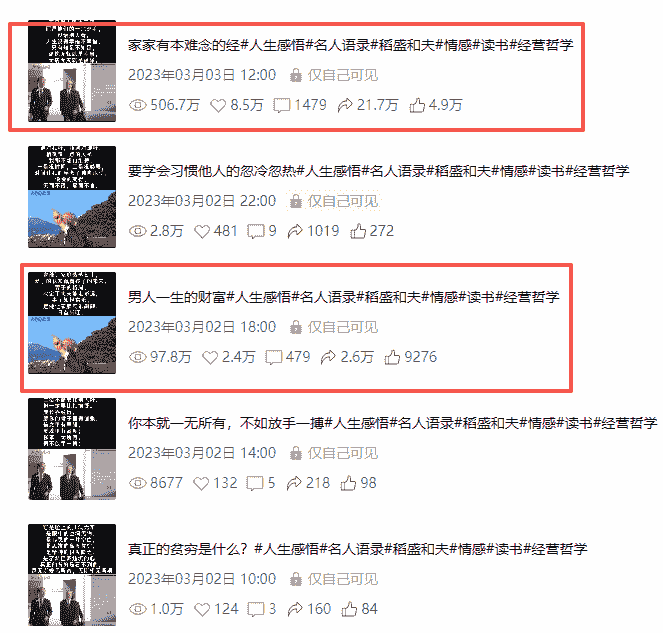 家家有本难念的经#人生感悟#名人语录#稻盛和夫#情感#读书#经营哲学
2023年03月03日 12:00 仅自己可见
506.7万 8.5万 1479 21.7万 4.9万
要学会习惯他人的忽冷忽热#人生感悟#名人语录#稻盛和夫#情感#读书#经营哲学
2023年03月02日 22:00 仅自己可见
2.8万 481 9 1019 272
男人一生的财富#人生感悟#名人语录#稻盛和夫#情感#读书#经营哲学
2023年03月02日 18:00 仅自己可见
97.8万 2.4万 479 2.6万 9276
你本就一无所有，不如放手一搏#人生感悟#名人语录#稻盛和夫#情感#读书#经营哲学
2023年03月02日 14:00 仅自己可见
8677 132 5 218 98
真正的贫穷是什么？#人生感悟#名人语录#稻盛和夫#情感#读书#经营哲学
2023年03月02日 10:00 仅自己可见
1.0万 124 3 160 84